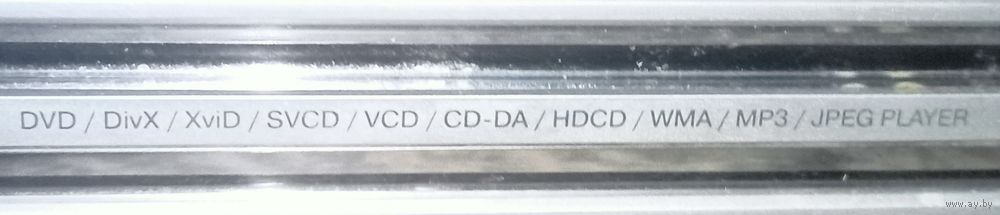 DVD / DivX / XviD / SVCD / VCD / CD-DA / HDCD / WMA / MP3 / JPEG PLAYER
www.ay.by